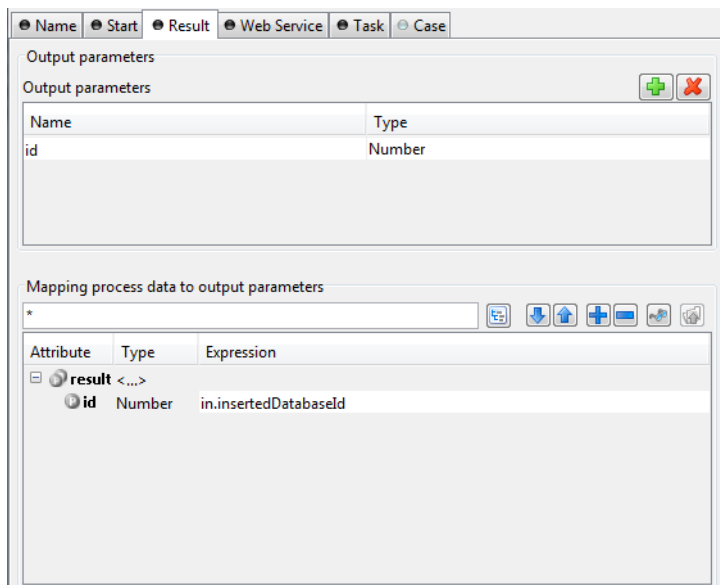 Name Start Result Web Service Task Case
Output parameters
Output parameters
Name Type
id Number
Mapping process data to output parameters
*
Attribute Type Expression
result <...>
id Number in.insertedDatabaseId